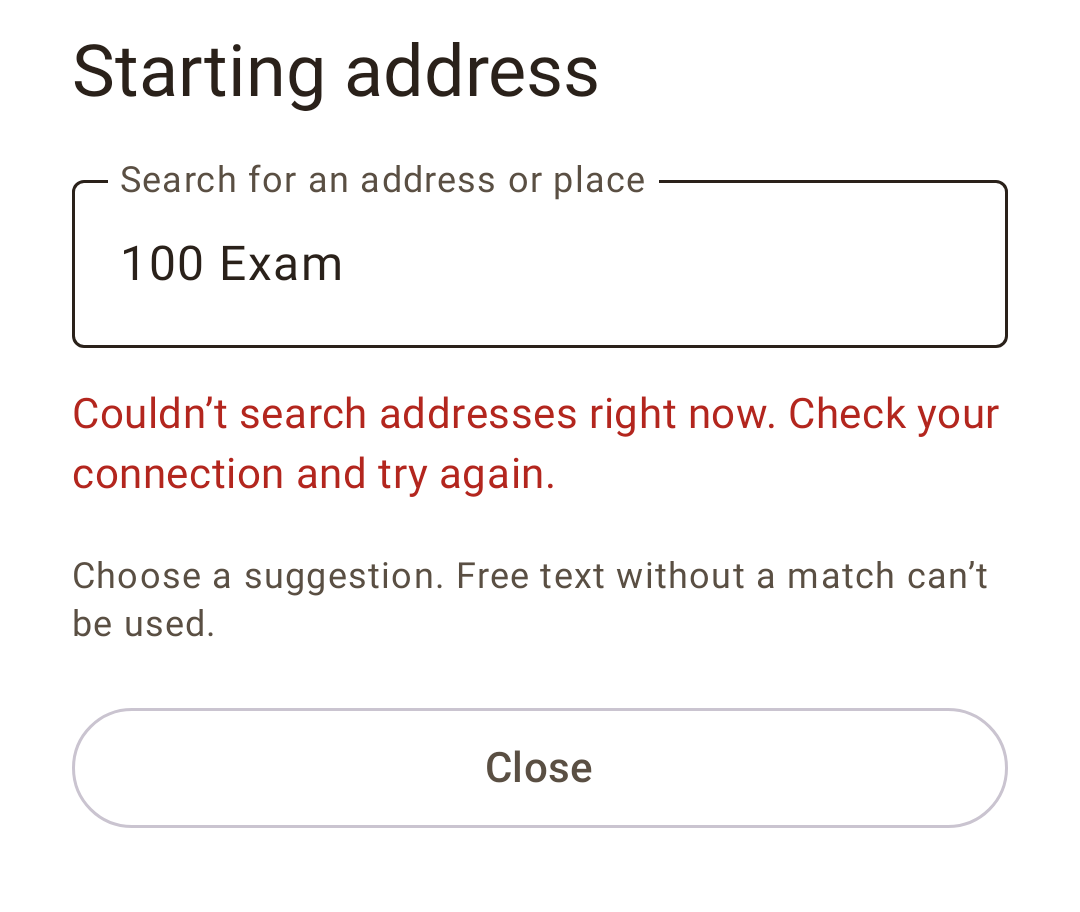 Starting address
Search for an address or place
100 Exam
Couldn’t search addresses right now. Check your
connection and try again.
Choose a suggestion. Free text without a match can’t
be used.
Close